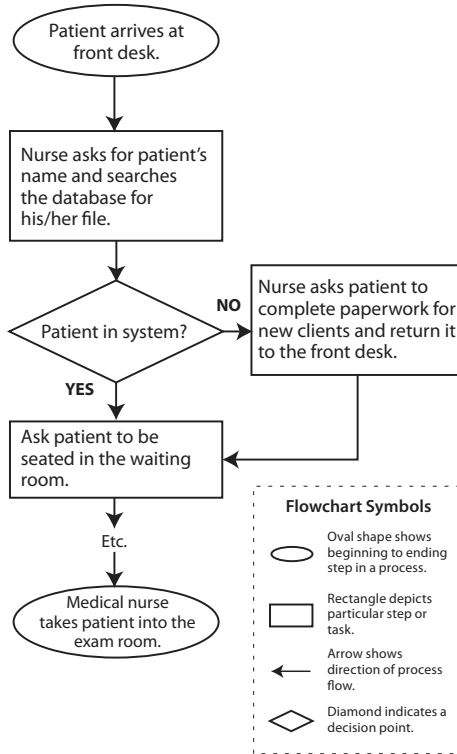 Patient arrives at
front desk.
Nurse asks for patient's
name and searches
the database for
his/her file.
Patient in system?
NO
Nurse asks patient to
complete paperwork for
new clients and return it
to the front desk.
YES
Ask patient to be
seated in the waiting
room.
Etc.
Medical nurse
takes patient into the
exam room.
Flowchart Symbols
Oval shape shows
beginning to ending
step in a process.
Rectangle depicts
particular step or
task.
Arrow shows
direction of process
flow.
Diamond indicates a
decision point.